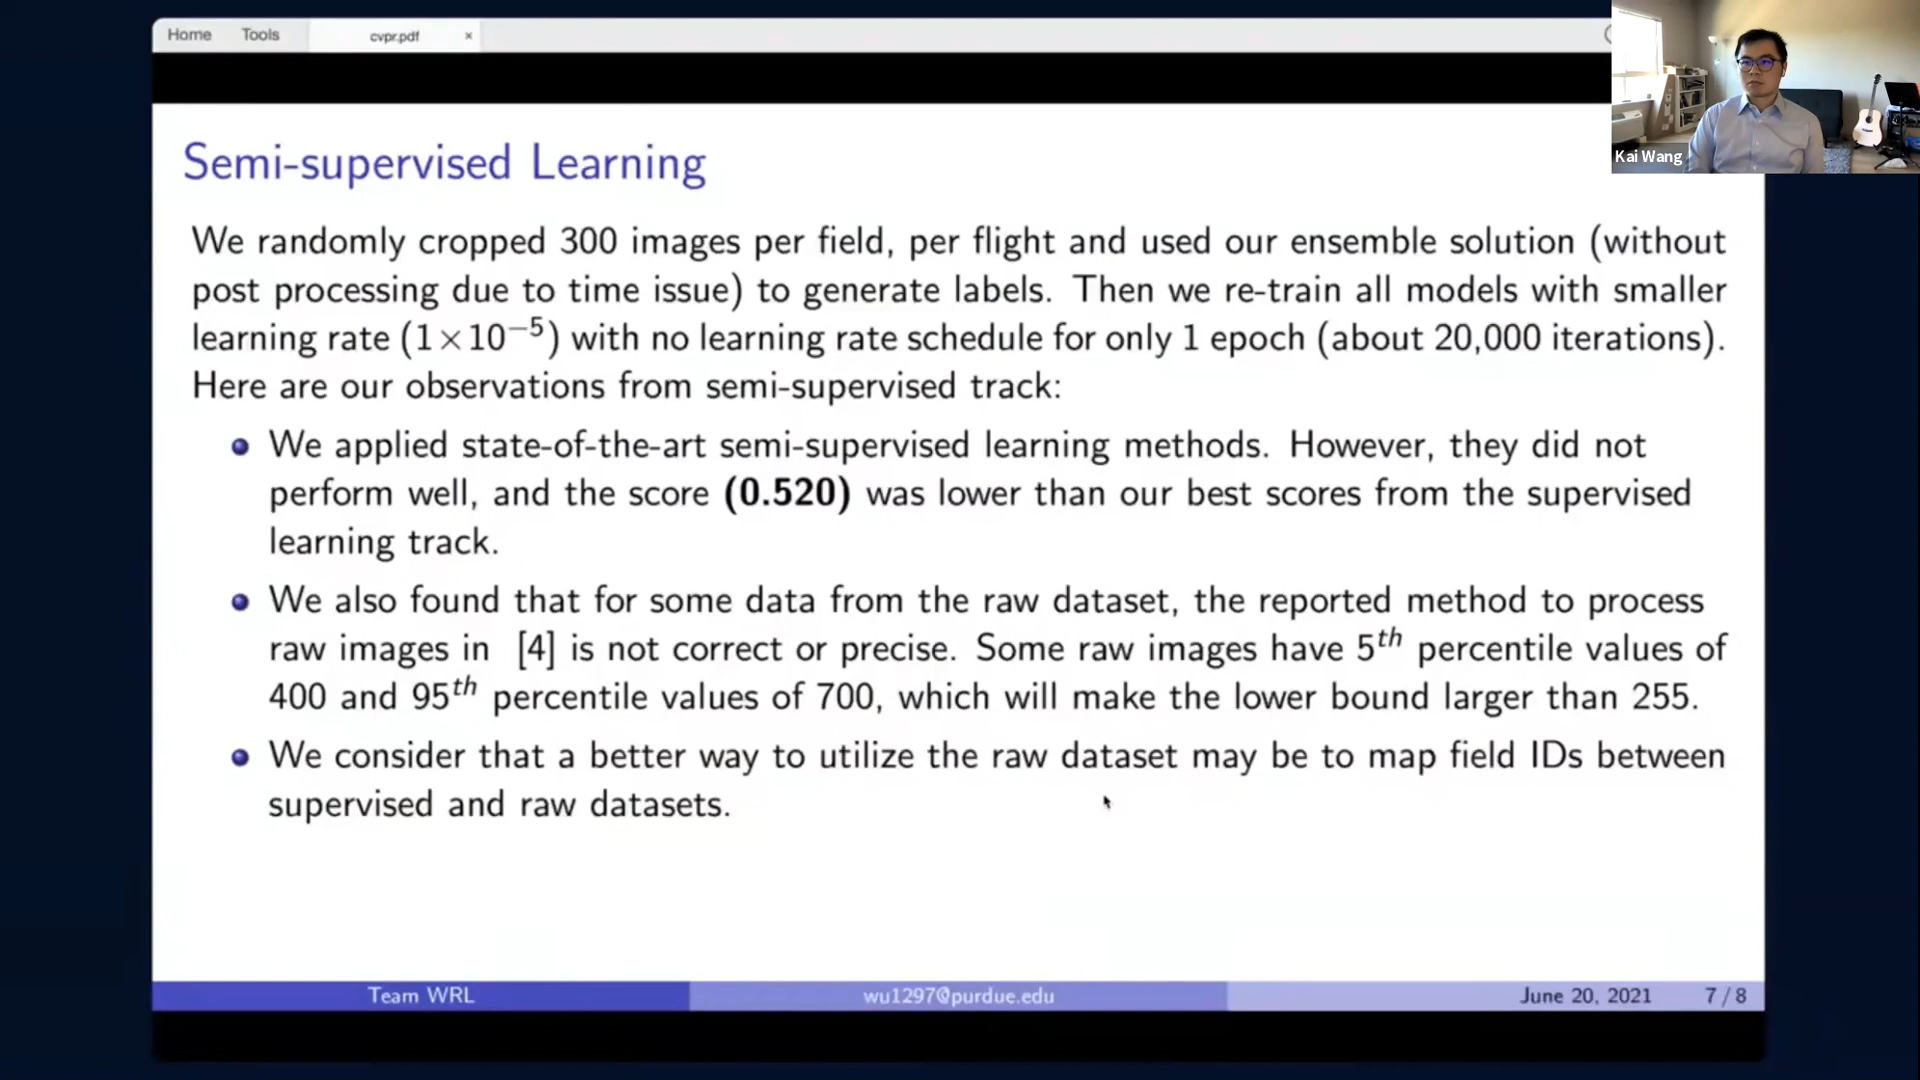 Home Tools cvpr.pdf ×
Kai Wang
Semi-supervised Learning
We randomly cropped 300 images per field, per flight and used our ensemble solution (without
post processing due to time issue) to generate labels. Then we re-train all models with smaller
learning rate (1×10⁻⁵) with no learning rate schedule for only 1 epoch (about 20,000 iterations).
Here are our observations from semi-supervised track:
We applied state-of-the-art semi-supervised learning methods. However, they did not
perform well, and the score (0.520) was lower than our best scores from the supervised
learning track.
We also found that for some data from the raw dataset, the reported method to process
raw images in [4] is not correct or precise. Some raw images have 5ᵗʰ percentile values of
400 and 95ᵗʰ percentile values of 700, which will make the lower bound larger than 255.
We consider that a better way to utilize the raw dataset may be to map field IDs between
supervised and raw datasets.
Team WRL wu1297@purdue.edu June 20, 2021 7 / 8